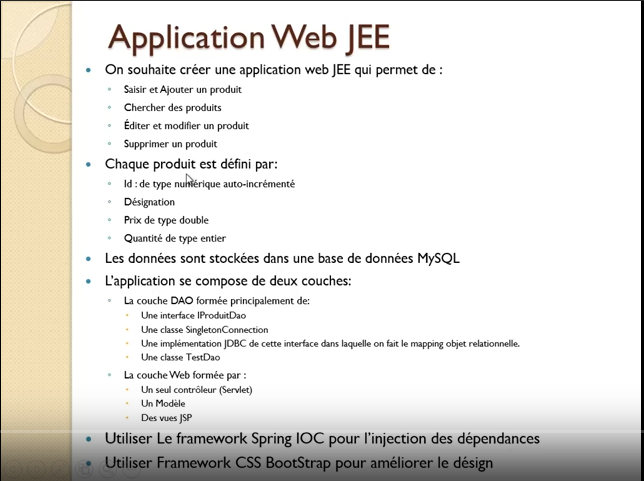 Application Web JEE
On souhaite créer une application web JEE qui permet de :
Saisir et Ajouter un produit
Chercher des produits
Éditer et modifier un produit
Supprimer un produit
Chaque produit est défini par:
Id : de type numérique auto-incrémenté
Désignation
Prix de type double
Quantité de type entier
Les données sont stockées dans une base de données MySQL
L'application se compose de deux couches:
La couche DAO formée principalement de:
Une interface IProduitDao
Une classe SingletonConnection
Une implémentation JDBC de cette interface dans laquelle on fait le mapping objet relationnelle.
Une classe TestDao
La couche Web formée par :
Un seul contrôleur (Servlet)
Un Modèle
Des vues JSP
Utiliser Le framework Spring IOC pour l'injection des dépendances
Utiliser Framework CSS BootStrap pour améliorer le désign